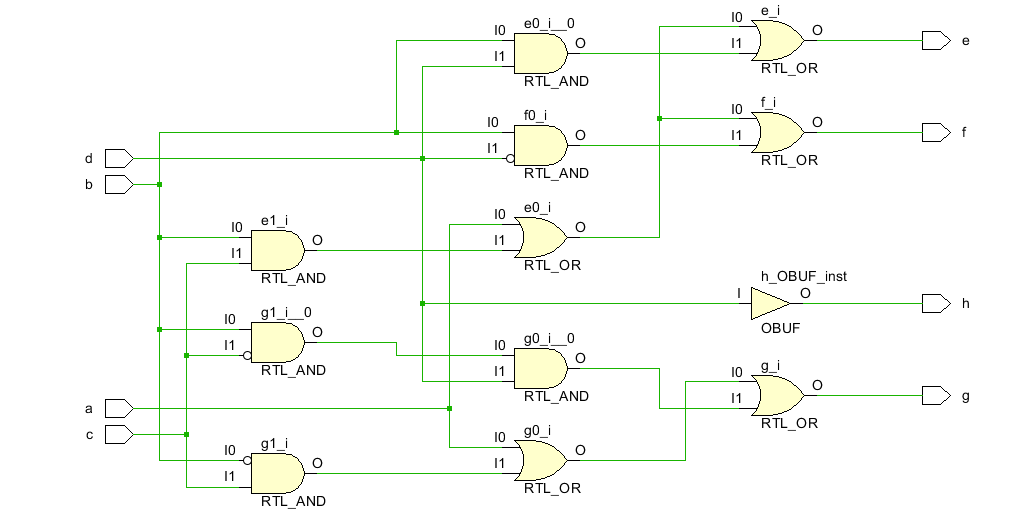 e0_i__0
I0
I1
O
RTL_AND
e_i
I0
I1
O
RTL_OR
e
f0_i
I0
I1
O
RTL_AND
f_i
I0
I1
O
RTL_OR
f
d
b
e1_i
I0
I1
O
RTL_AND
e0_i
I0
I1
O
RTL_OR
h_OBUF_inst
I
O
OBUF
h
g1_i__0
I0
I1
O
RTL_AND
g0_i__0
I0
I1
O
RTL_AND
g_i
I0
I1
O
RTL_OR
g
a
c
g1_i
I0
I1
O
RTL_AND
g0_i
I0
I1
O
RTL_OR